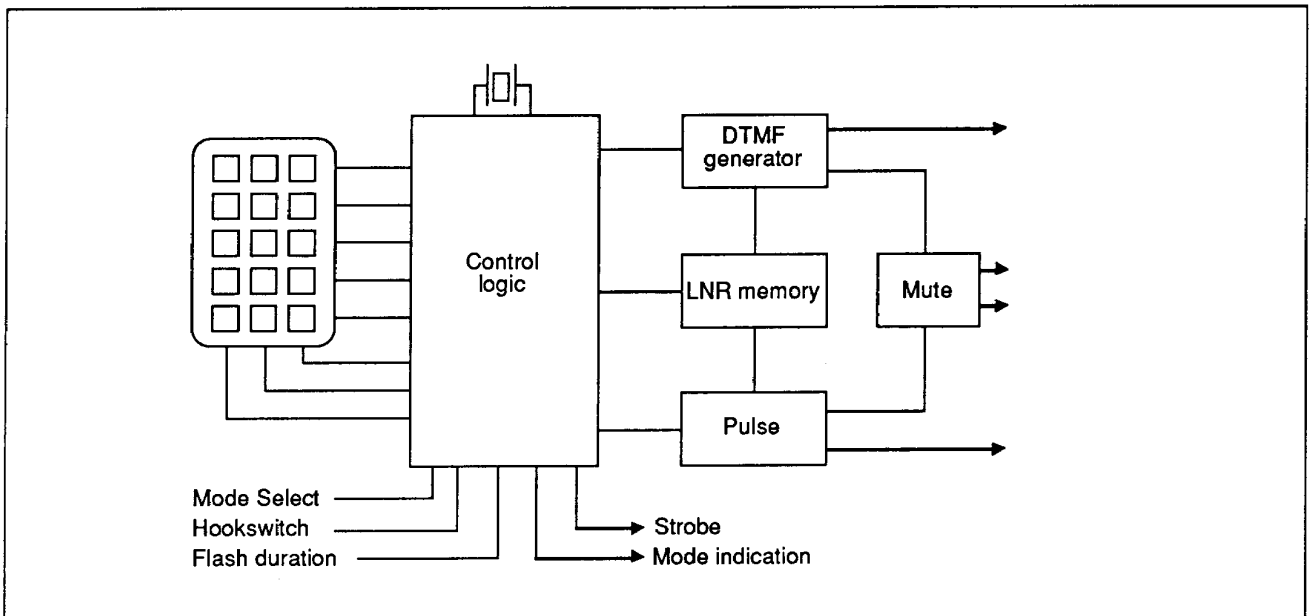 DTMF
generator
Control
logic
LNR memory
Mute
Pulse
Mode Select
Hookswitch
Flash duration
Strobe
Mode indication